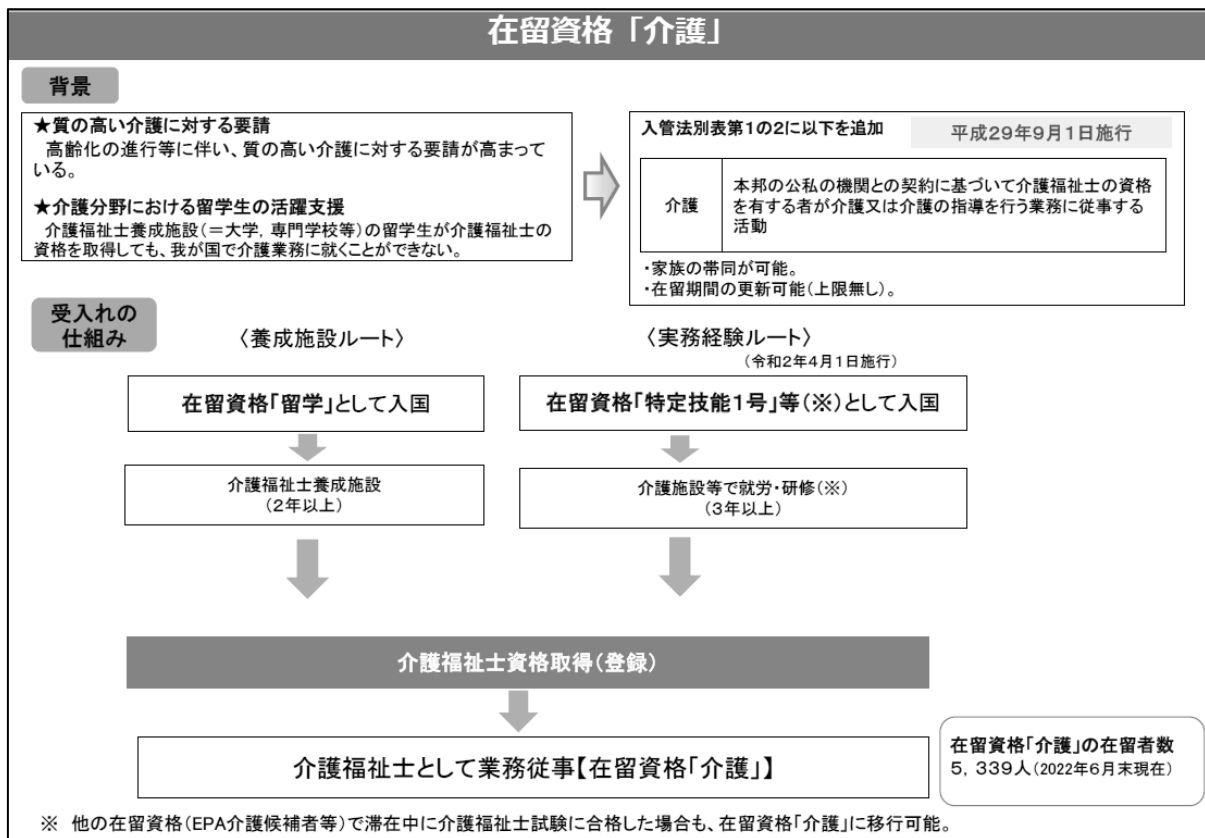 在留資格「介護」
背景
★質の高い介護に対する要請
高齢化の進行等に伴い、質の高い介護に対する要請が高まって
いる。
★介護分野における留学生の活躍支援
介護福祉士養成施設(=大学, 専門学校等)の留学生が介護福祉士の
資格を取得しても、我が国で介護業務に就くことができない。
入管法別表第1の2に以下を追加
平成29年9月1日施行
介護
本邦の公私の機関との契約に基づいて介護福祉士の資格
を有する者が介護又は介護の指導を行う業務に従事する
活動
・家族の帯同が可能。
・在留期間の更新可能(上限無し)。
受入れの
仕組み
〈養成施設ルート〉
〈実務経験ルート〉
(令和2年4月1日施行)
在留資格「留学」として入国
在留資格「特定技能1号」等(※)として入国
介護福祉士養成施設
(2年以上)
介護施設等で就労・研修(※)
(3年以上)
介護福祉士資格取得(登録)
介護福祉士として業務従事【在留資格「介護」】
在留資格「介護」の在留者数
5, 339人(2022年6月末現在)
※ 他の在留資格(EPA介護候補者等)で滞在中に介護福祉士試験に合格した場合も、在留資格「介護」に移行可能。